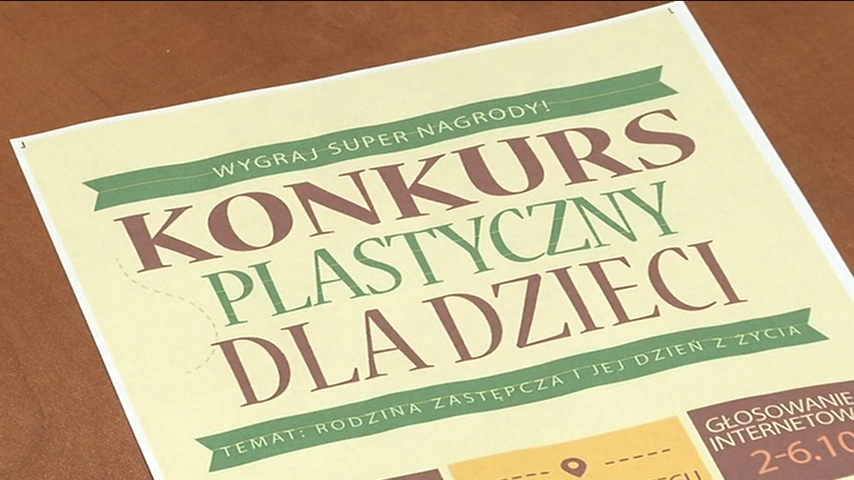 WYGRAJ SUPER NAGRODY!
KONKURS
PLASTYCZNY
DLA DZIECI
TEMAT: RODZINA ZASTĘPCZA I JEJ DZIEŃ Z ŻYCIA
GŁOSOWANIE
INTERNETOW
2-6.10